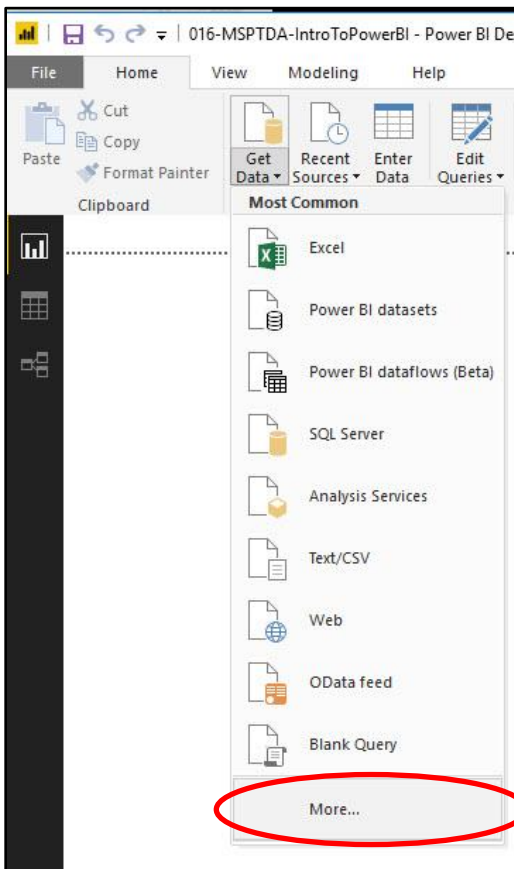 016-MSPTDA-IntroToPowerBI - Power BI De
File Home View Modeling Help
Paste
Cut
Copy
Format Painter
Clipboard
Get Data
Recent Sources
Enter Data
Edit Queries
Most Common
Excel
Power BI datasets
Power BI dataflows (Beta)
SQL Server
Analysis Services
Text/CSV
Web
OData feed
Blank Query
More...